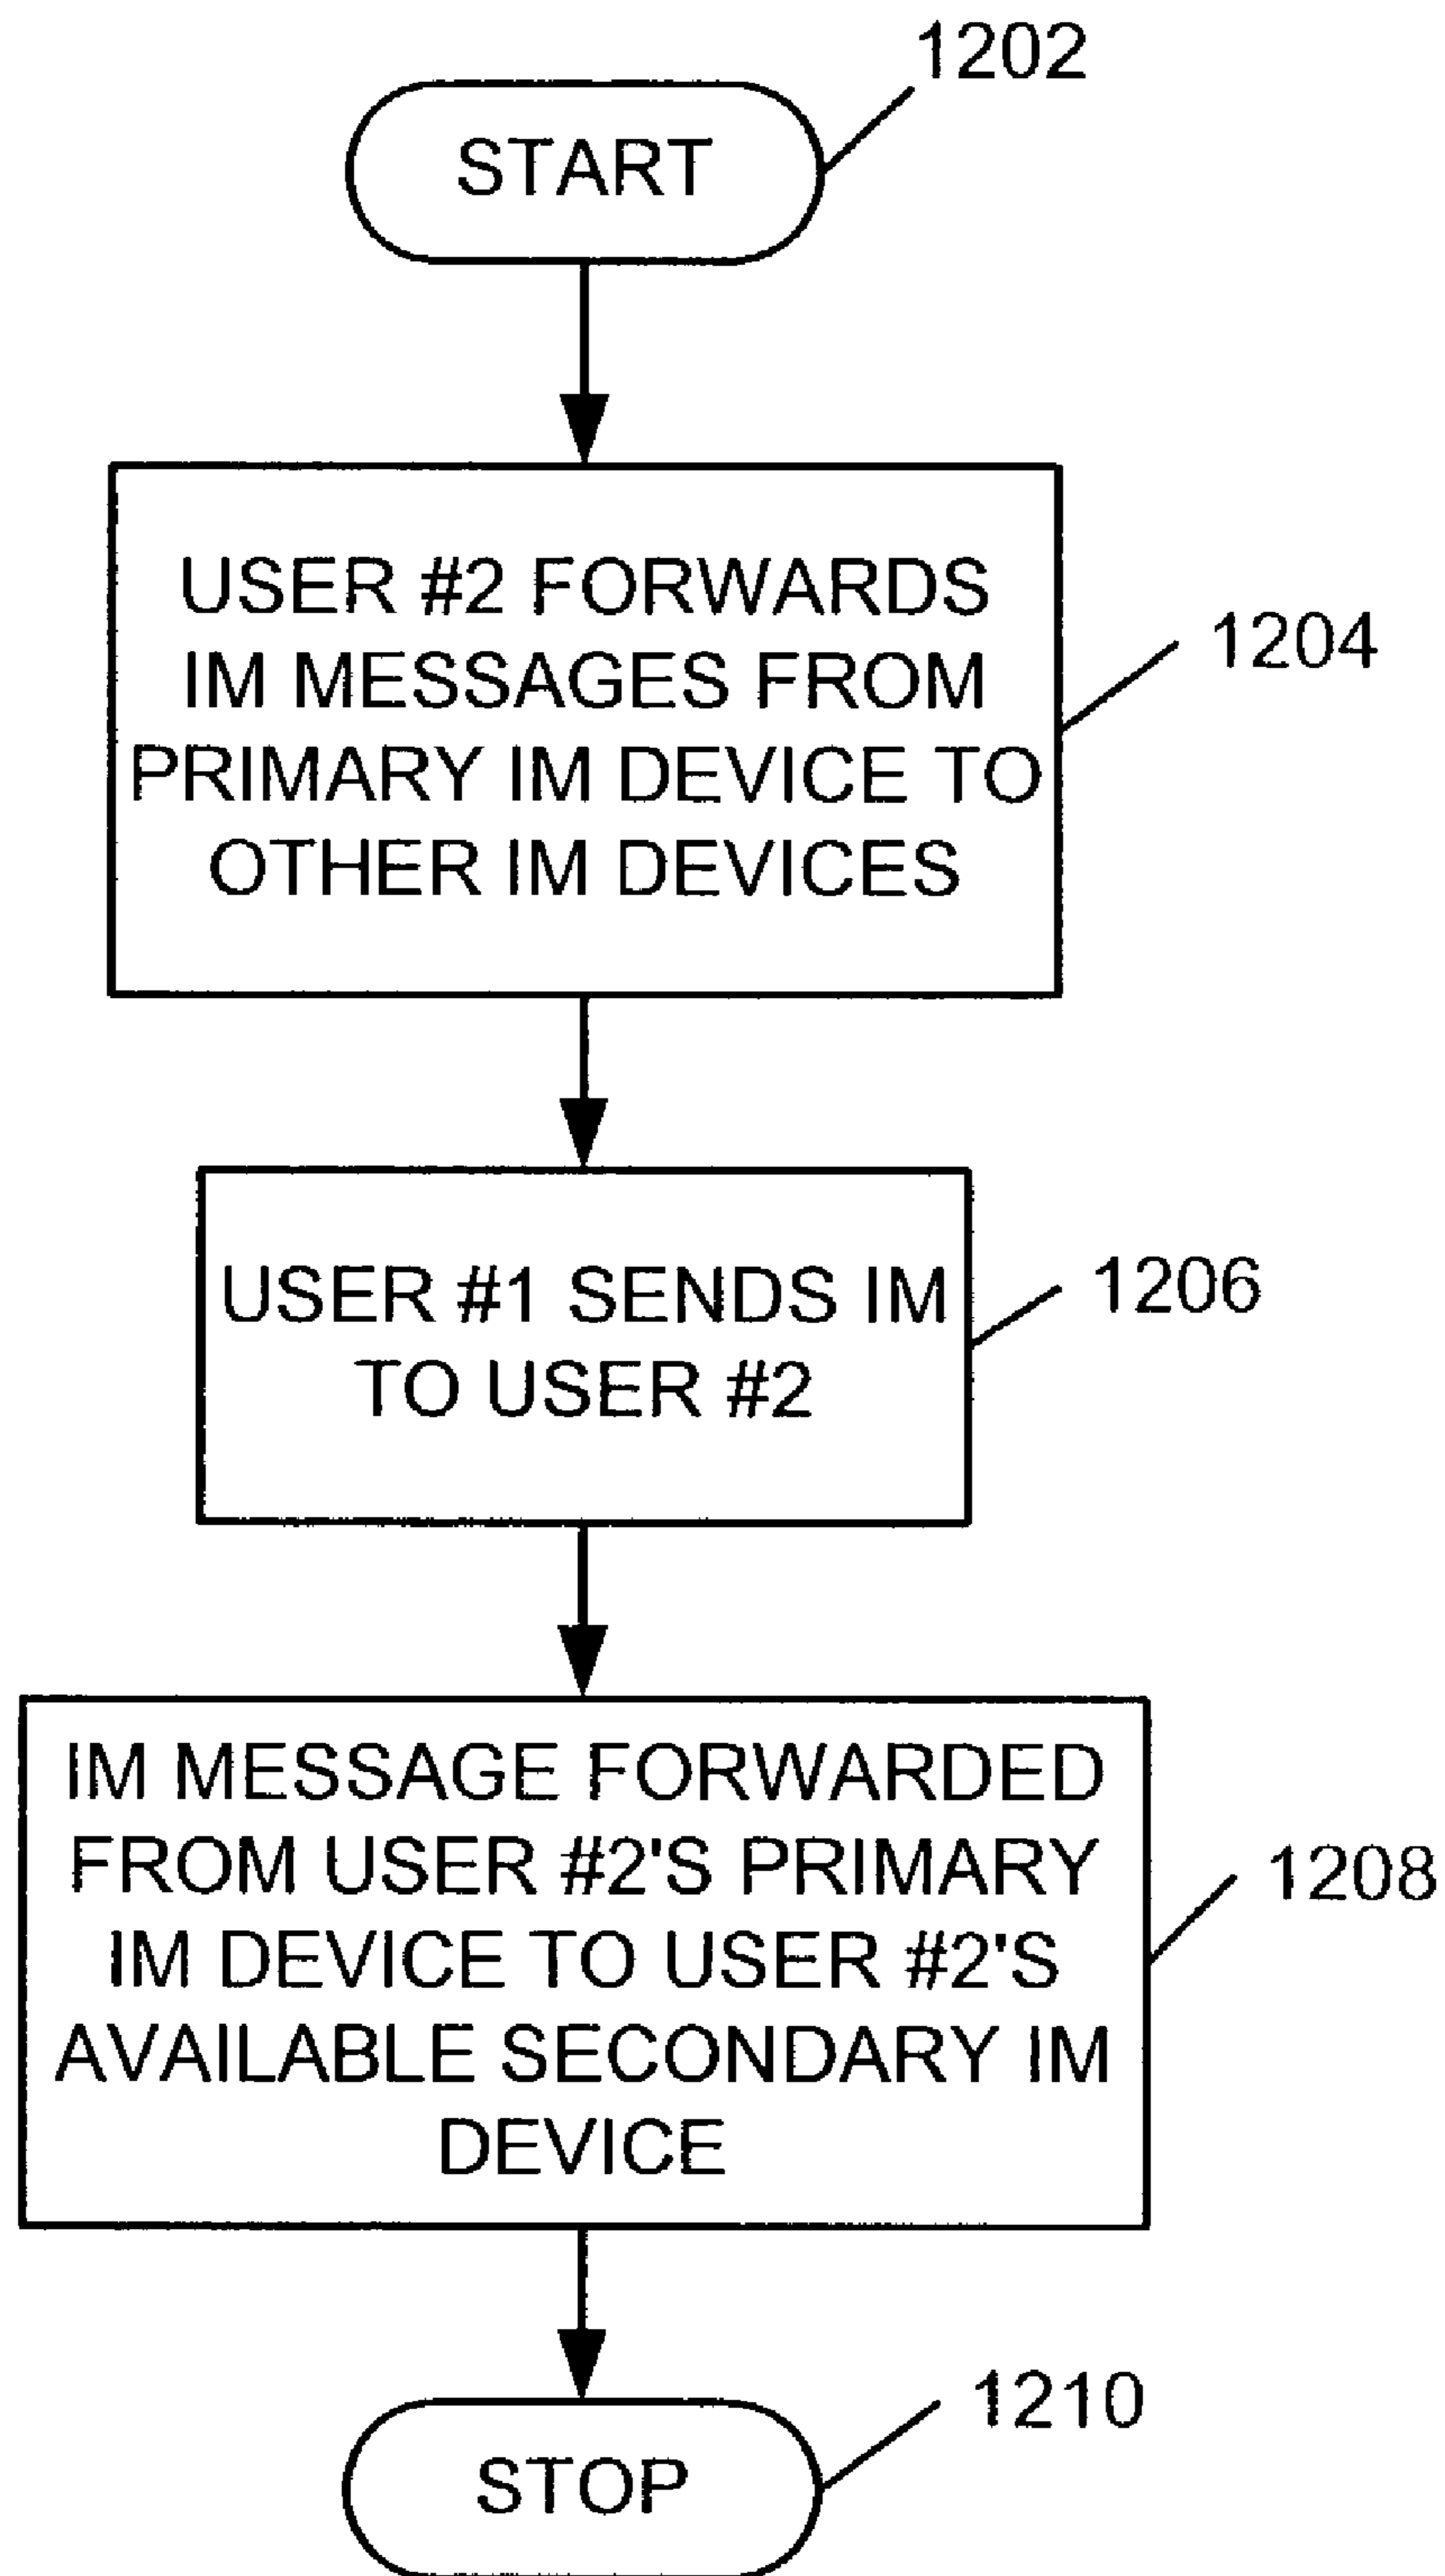 1202
START
USER #2 FORWARDS
IM MESSAGES FROM
PRIMARY IM DEVICE TO
OTHER IM DEVICES
1204
USER #1 SENDS IM
TO USER #2
1206
IM MESSAGE FORWARDED
FROM USER #2'S PRIMARY
IM DEVICE TO USER #2'S
AVAILABLE SECONDARY IM
DEVICE
1208
1210
STOP